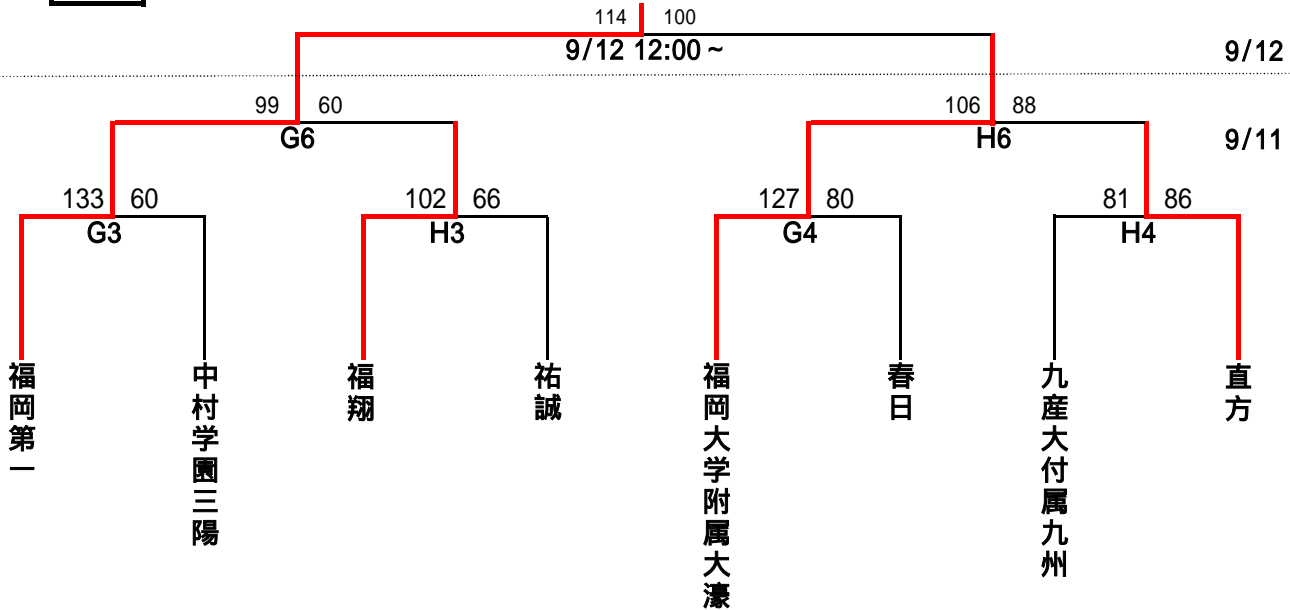 114 100
9/12 12:00～
9/12
99 60
G6
106 88
H6
9/11
133 60
G3
102 66
H3
127 80
G4
81 86
H4
福岡第一
中村学園三陽
福翔
祐誠
福岡大学附属大濠
春日
九産大付属九州
直方